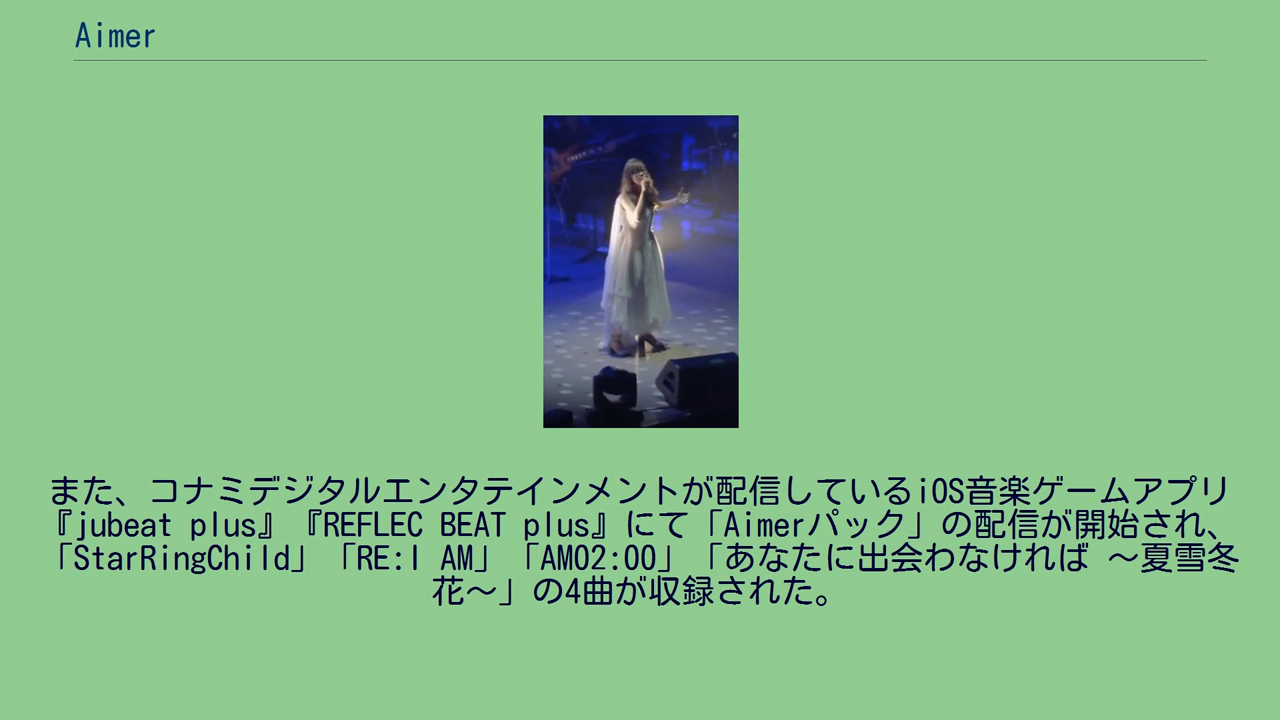 Aimer
また、コナミデジタルエンタテインメントが配信しているiOS音楽ゲームアプリ
『jubeat plus』『REFLEC BEAT plus』にて「Aimerパック」の配信が開始され、
「StarRingChild」「RE:I AM」「AM02:00」「あなたに出会わなければ 〜夏雪冬
花〜」の4曲が収録された。